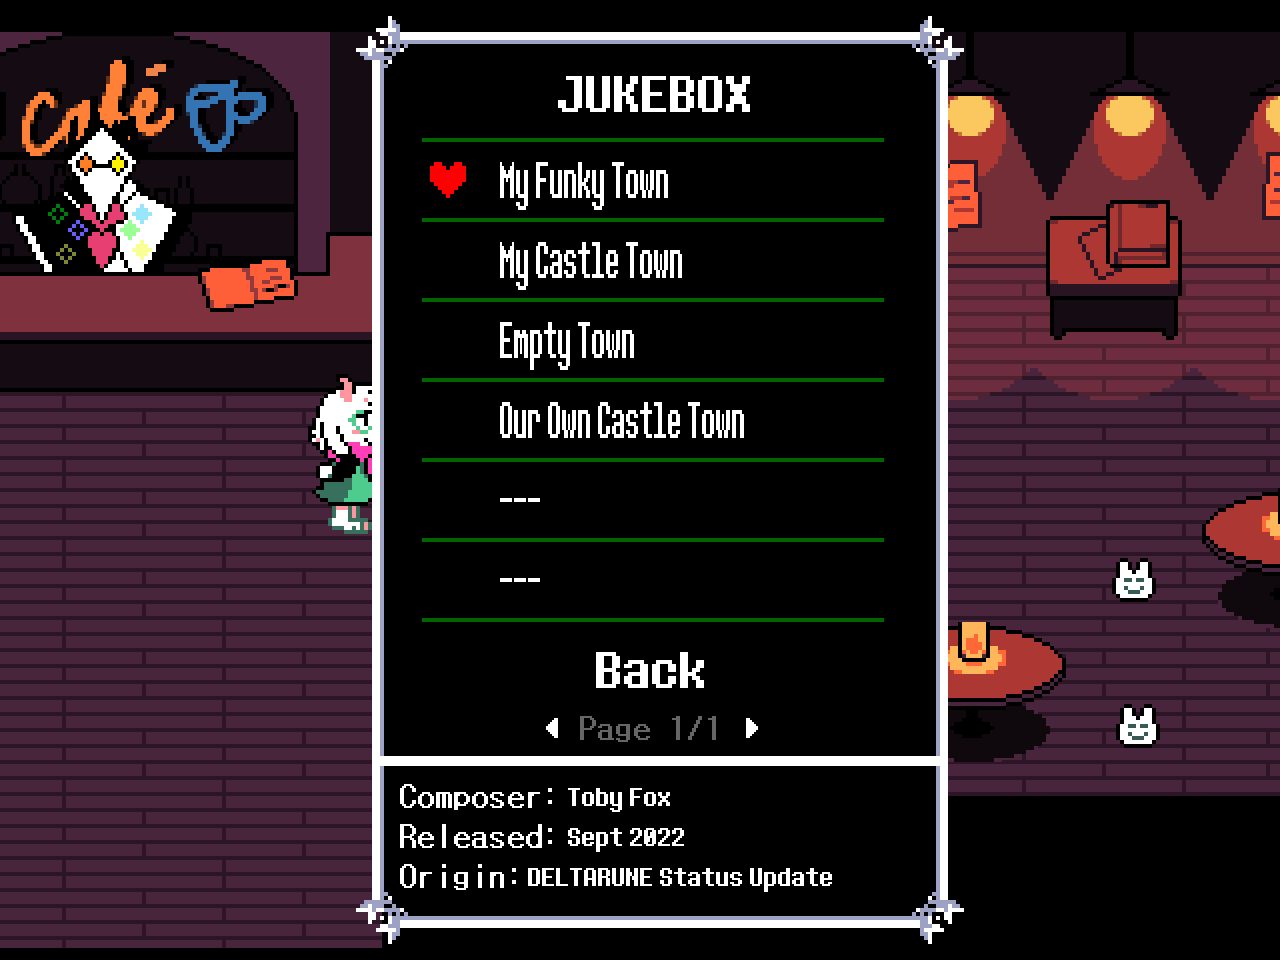 Café
JUKEBOX
My Funky Town
My Castle Town
Empty Town
Our Own Castle Town
---
---
Back
Page 1/1
Composer: Toby Fox
Released: Sept 2022
Origin: DELTARUNE Status Update